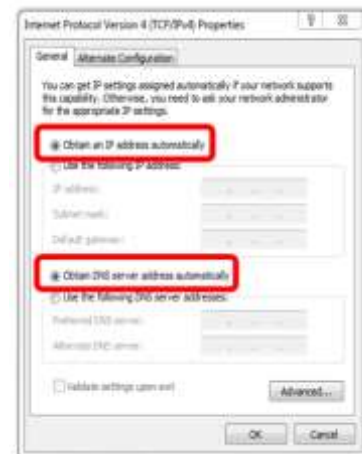 Internet Protocol Version 4 (TCP/IPv4) Properties
General
Alternate Configuration
You can get IP settings assigned automatically if your network supports
this capability. Otherwise, you need to ask your network administrator
for the appropriate IP settings.
Obtain an IP address automatically
Use the following IP address:
IP address:
Subnet mask:
Default gateway:
Obtain DNS server address automatically
Use the following DNS server addresses:
Preferred DNS server:
Alternate DNS server:
Validate settings upon exit
Advanced...
OK
Cancel